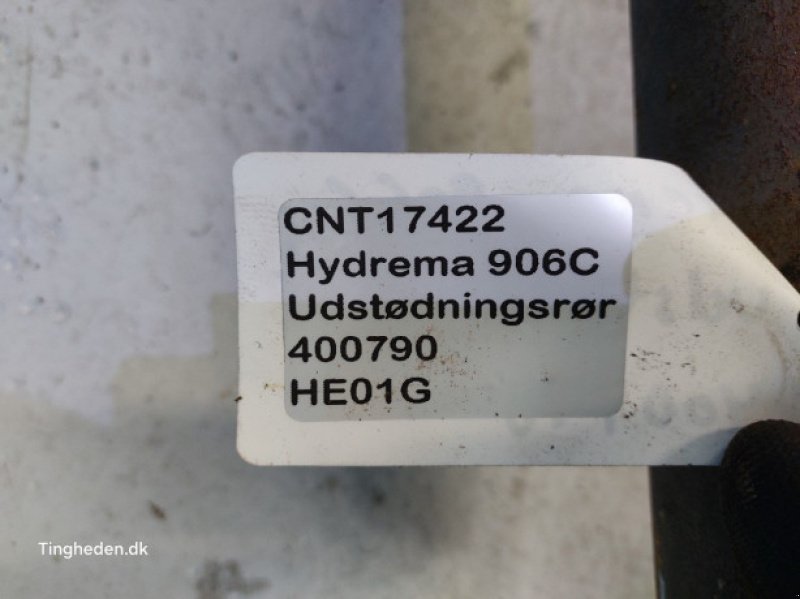 CNT17422
Hydrema 906C
Udstødningsrør
400790
HE01G
Tingheden.dk